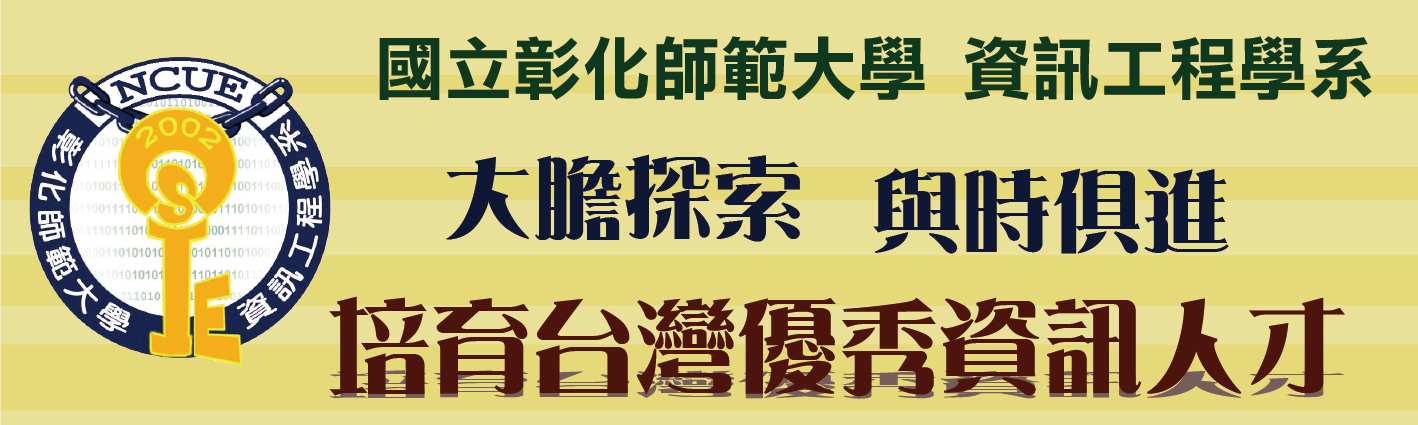 國立彰化師範大學 資訊工程學系
大膽探索 與時俱進
培育台灣優秀資訊人才
NCUE
2002
彰化師範大學
資訊工程學系